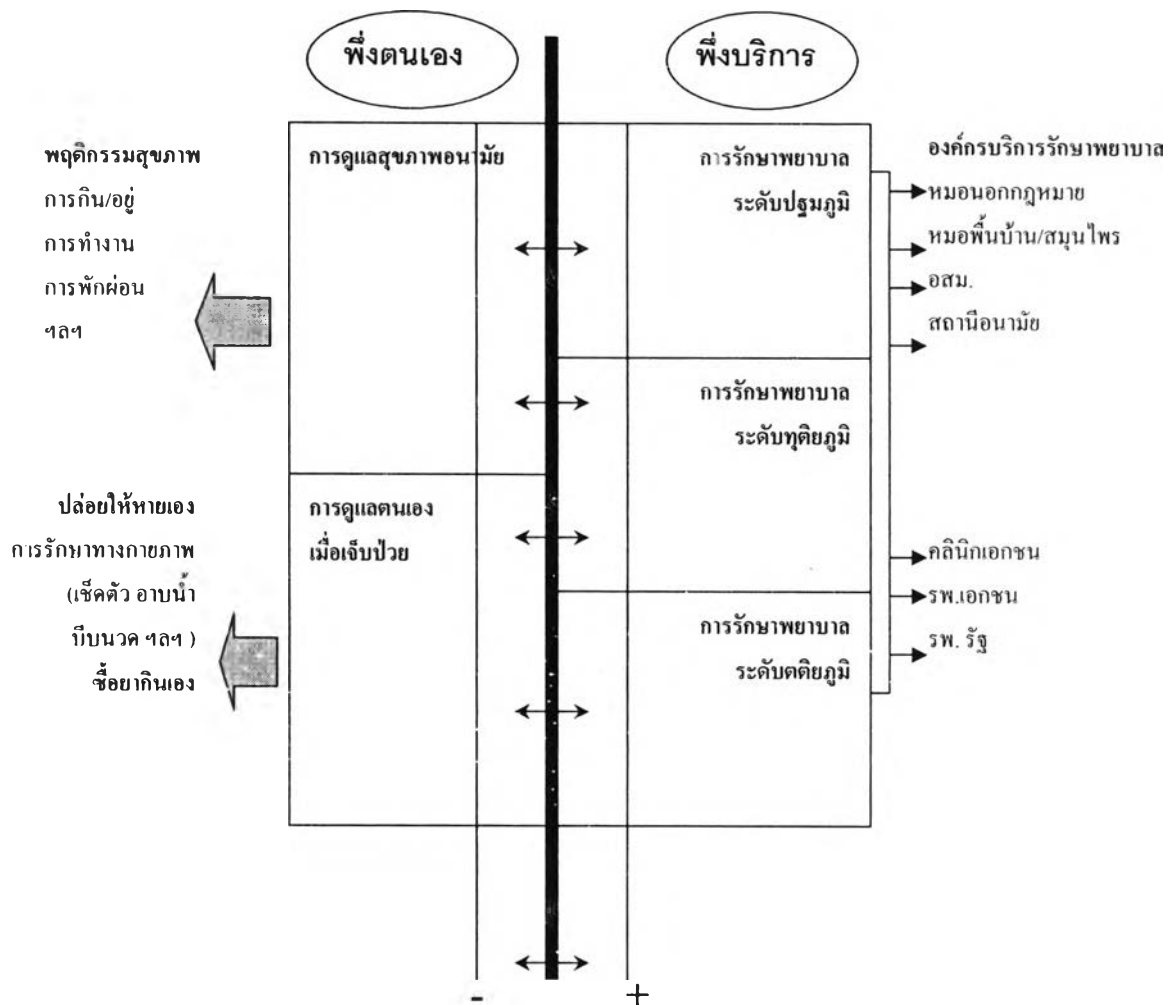 พึ่งตนเอง
พึ่งบริการ
พฤติกรรมสุขภาพ
การกิน/อยู่
การทำงาน
การพักผ่อน
ฯลฯ
การดูแลสุขภาพอนามัย
การรักษาพยาบาล
ระดับปฐมภูมิ
องค์กรบริการรักษาพยาบาล
หมอนอกกฎหมาย
หมอพื้นบ้าน/สมุนไพร
อสม.
สถานีอนามัย
การรักษาพยาบาล
ระดับทุติยภูมิ
ปล่อยให้หายเอง
การรักษาทางกายภาพ
(เช็ดตัว อาบน้ำ
บีบนวด ฯลฯ )
ซื้อยากินเอง
การดูแลตนเอง
เมื่อเจ็บป่วย
การรักษาพยาบาล
ระดับตติยภูมิ
คลินิกเอกชน
รพ.เอกชน
รพ. รัฐ
- +